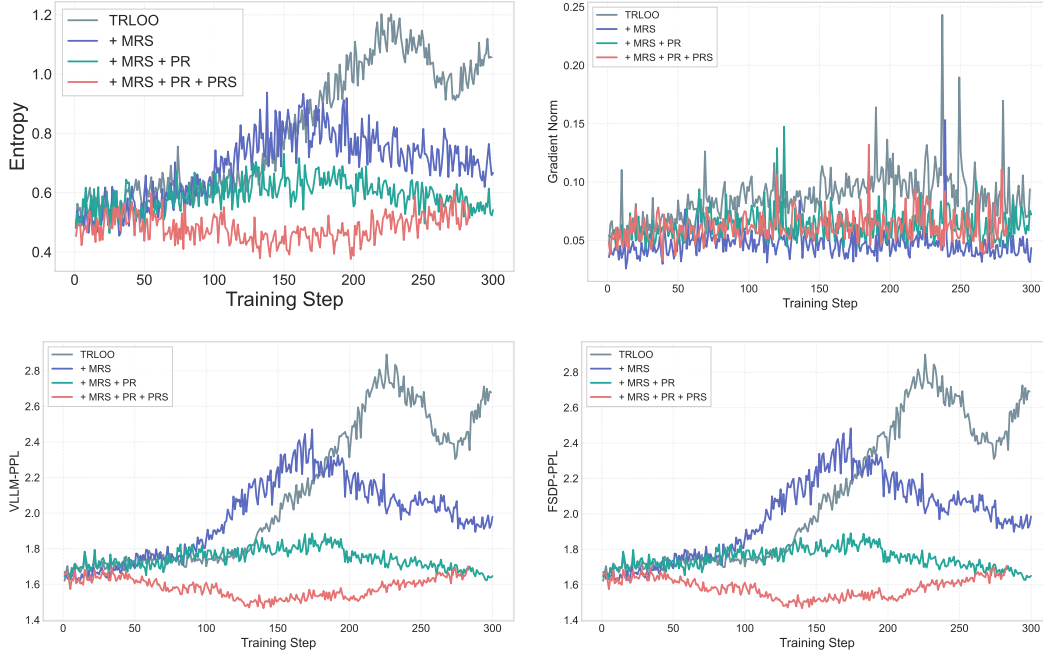 TRLOO
+ MRS
+ MRS + PR
+ MRS + PR + PRS
Entropy
1.2
1.0
0.8
0.6
0.4
0 50 100 150 200 250 300
Training Step
TRLOO
+ MRS
+ MRS + PR
+ MRS + PR + PRS
Gradient Norm
0.25
0.20
0.15
0.10
0.05
0 50 100 150 200 250 300
Training Step
TRLOO
+ MRS
+ MRS + PR
+ MRS + PR + PRS
VLLM-PPL
2.8
2.6
2.4
2.2
2.0
1.8
1.6
1.4
0 50 100 150 200 250 300
Training Step
TRLOO
+ MRS
+ MRS + PR
+ MRS + PR + PRS
FSDP-PPL
2.8
2.6
2.4
2.2
2.0
1.8
1.6
1.4
0 50 100 150 200 250 300
Training Step